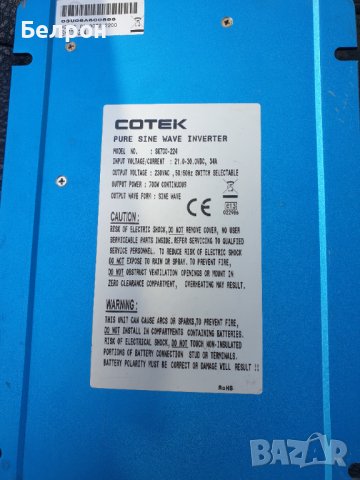 Belsron
COTEK
PURE SINE WAVE INVERTER
MODEL NO. : SK700-224
INPUT VOLTAGE/CURRENT : 21.0-30.0VDC, 34A
OUTPUT VOLTAGE : 230VAC , 50/60Hz SWITCH SELECTABLE
OUTPUT POWER : 700W CONTINUOUS
OUTPUT WAVE FORM : SINE WAVE
CE
022986
CAUTION:
RISK OF ELECTRIC SHOCK, DO NOT REMOVE COVER, NO USER
SERVICEABLE PARTS INSIDE, REFER SERVICING TO QUALIFIED
SERVICE PERSONNEL. TO REDUCE RISK OF ELECTRIC SHOCK
DO NOT EXPOSE TO RAIN OR SPRAY. TO PREVENT FIRE,
DO NOT OBSTRUCT VENTILATION OPENINGS OR MOUNT IN
ZERO CLEARANCE COMPARTMENT, OVERHEATING MAY RESULT.
WARNING:
THIS UNIT CAN CAUSE ARCS OR SPARKS,TO PREVENT FIRE,
DO NOT INSTALL IN COMPARTMENTS CONTAINING BATTERIES.
RISK OF ELECTRICAL SHOCK, DO NOT TOUCH NON-INSULATED
PORTIONS OF BATTERY CONNECTION STUD OR TERMINALS.
BATTERY POLARITY MUST BE CORRECT OR DAMAGE WILL RESULT !!
RoHS
BAZAR